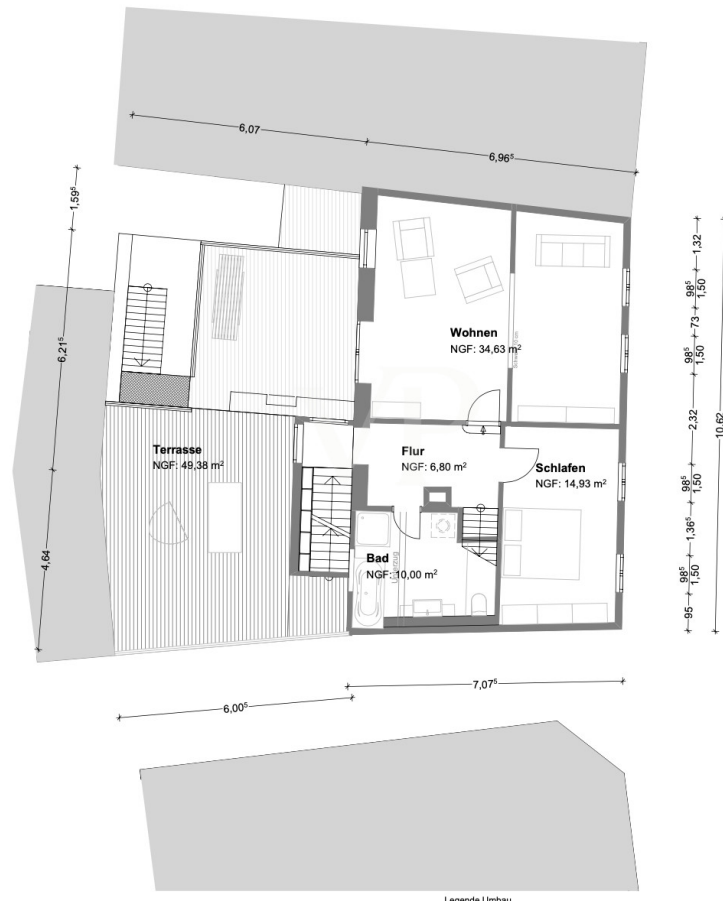 6,07
6,96⁵
1,59⁵
6,21⁵
4,64
Wohnen
NGF: 34,63 m²
Terrasse
NGF: 49,38 m²
Flur
NGF: 6,80 m²
Schlafen
NGF: 14,93 m²
Bad
NGF: 10,00 m²
Unterzug
1,32
98⁵
1,50
73
98⁵
1,50
2,32
98⁵
1,50
1,36⁵
98⁵
1,50
95
10,62
7,07⁵
6,00⁵
Legende Umbau